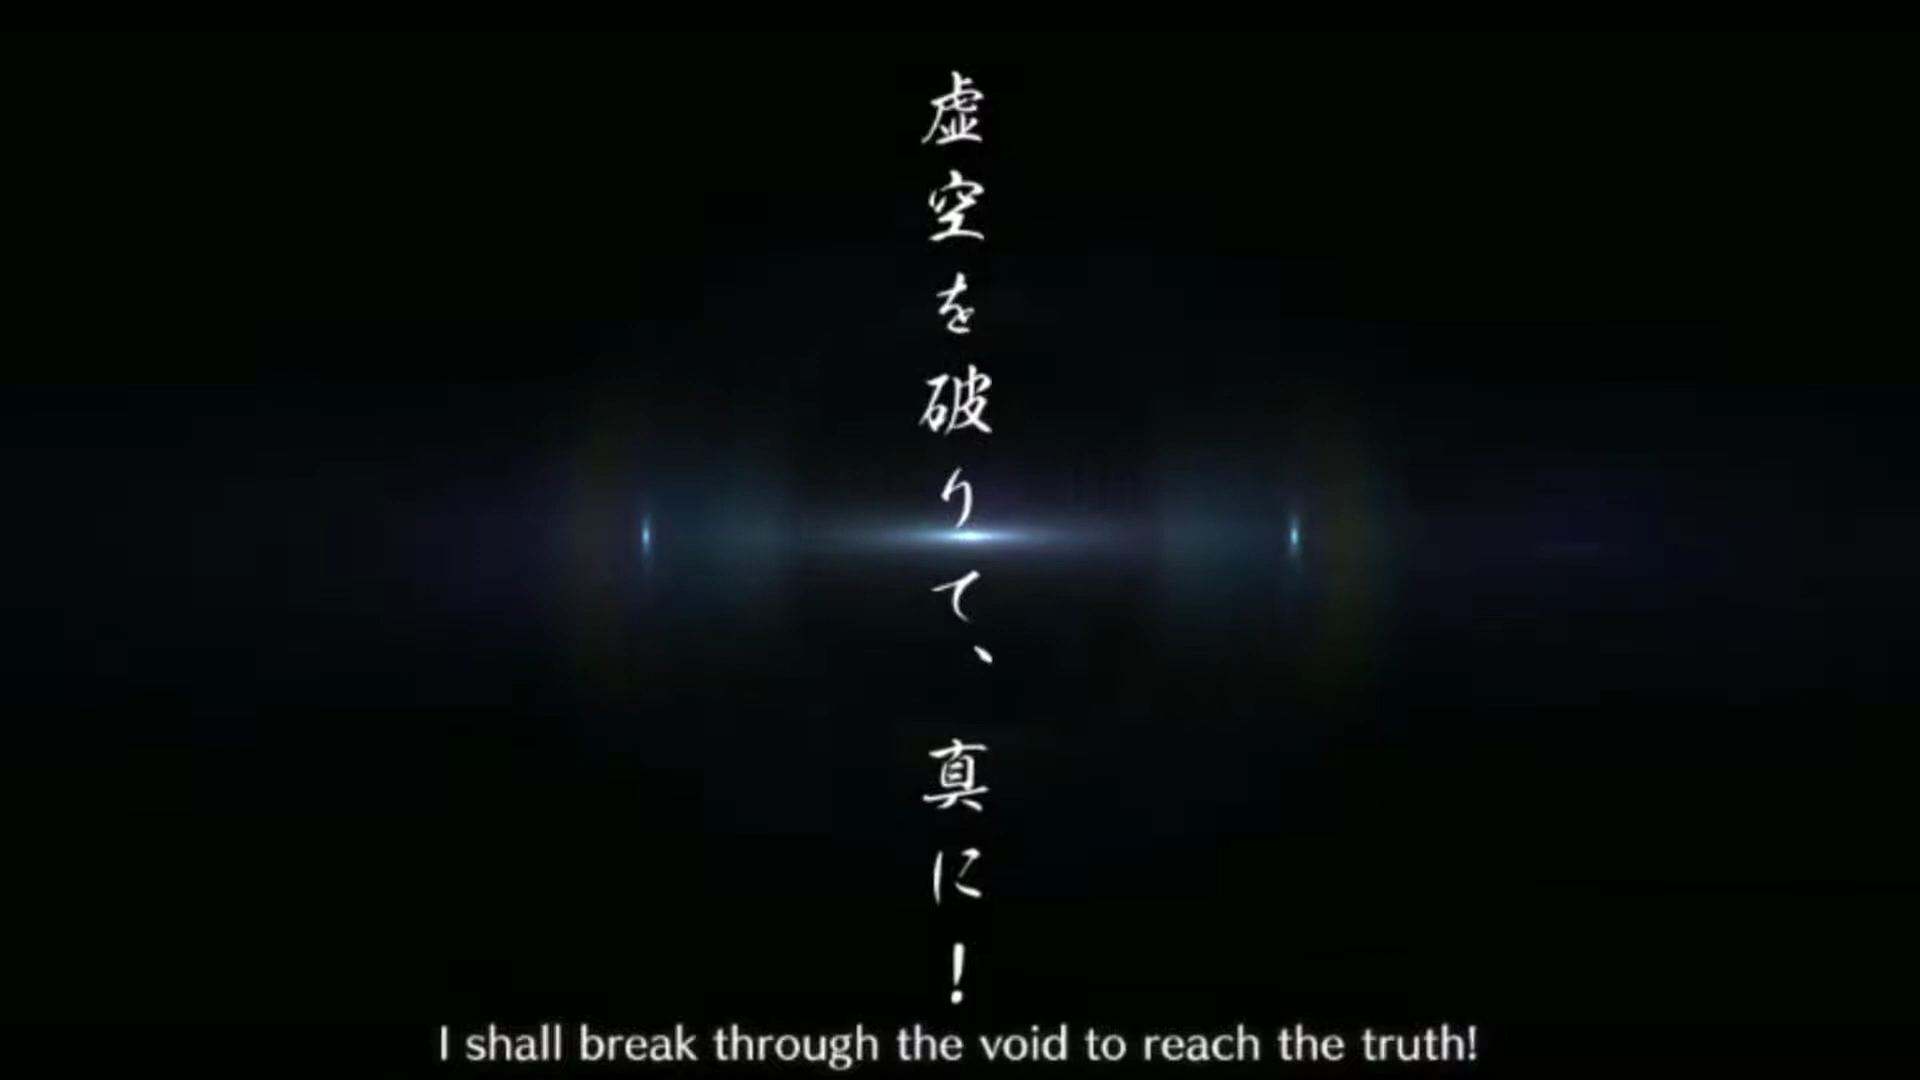 虚空を破りて、真に！
I shall break through the void to reach the truth!